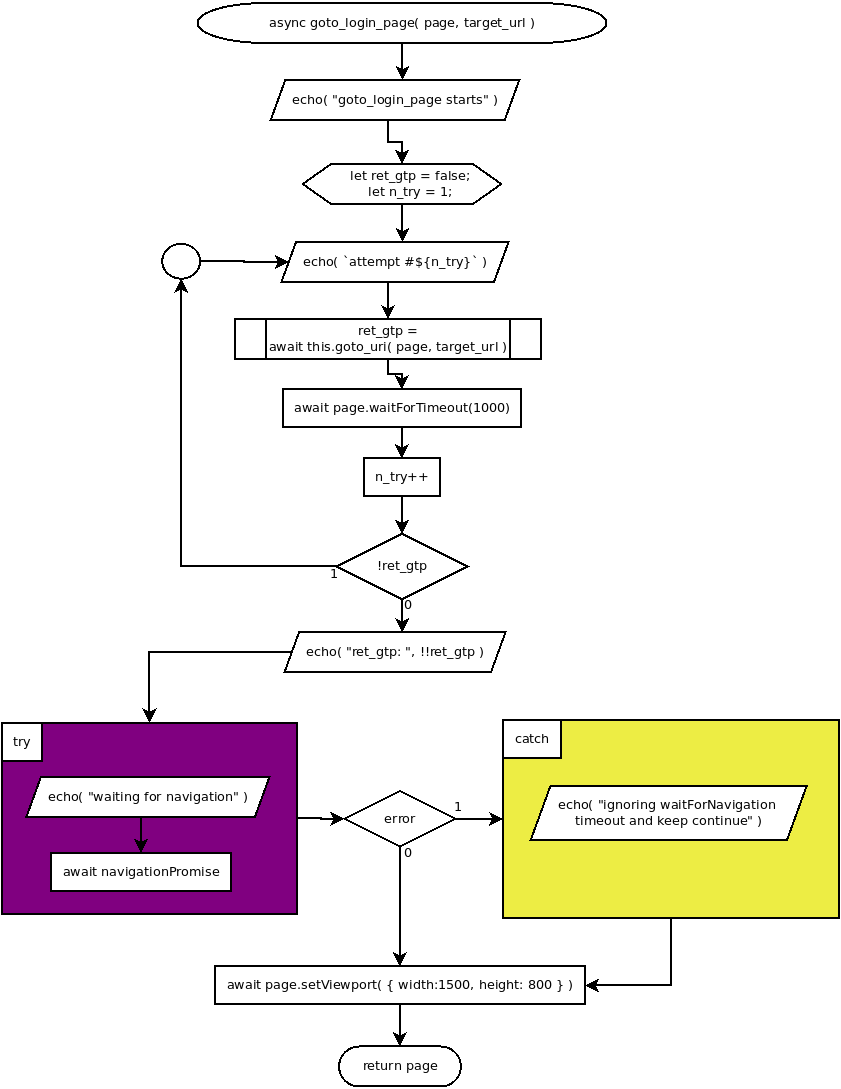 async goto_login_page( page, target_url )
echo( "goto_login_page starts" )
let ret_gtp = false;
let n_try = 1;
echo( `attempt #${n_try}` )
ret_gtp =
await this.goto_uri( page, target_url )
await page.waitForTimeout(1000)
n_try++
!ret_gtp
1
0
echo( "ret_gtp: ", !!ret_gtp )
try
echo( "waiting for navigation" )
await navigationPromise
error
1
0
catch
echo( "ignoring waitForNavigation
timeout and keep continue" )
await page.setViewport( { width:1500, height: 800 } )
return page